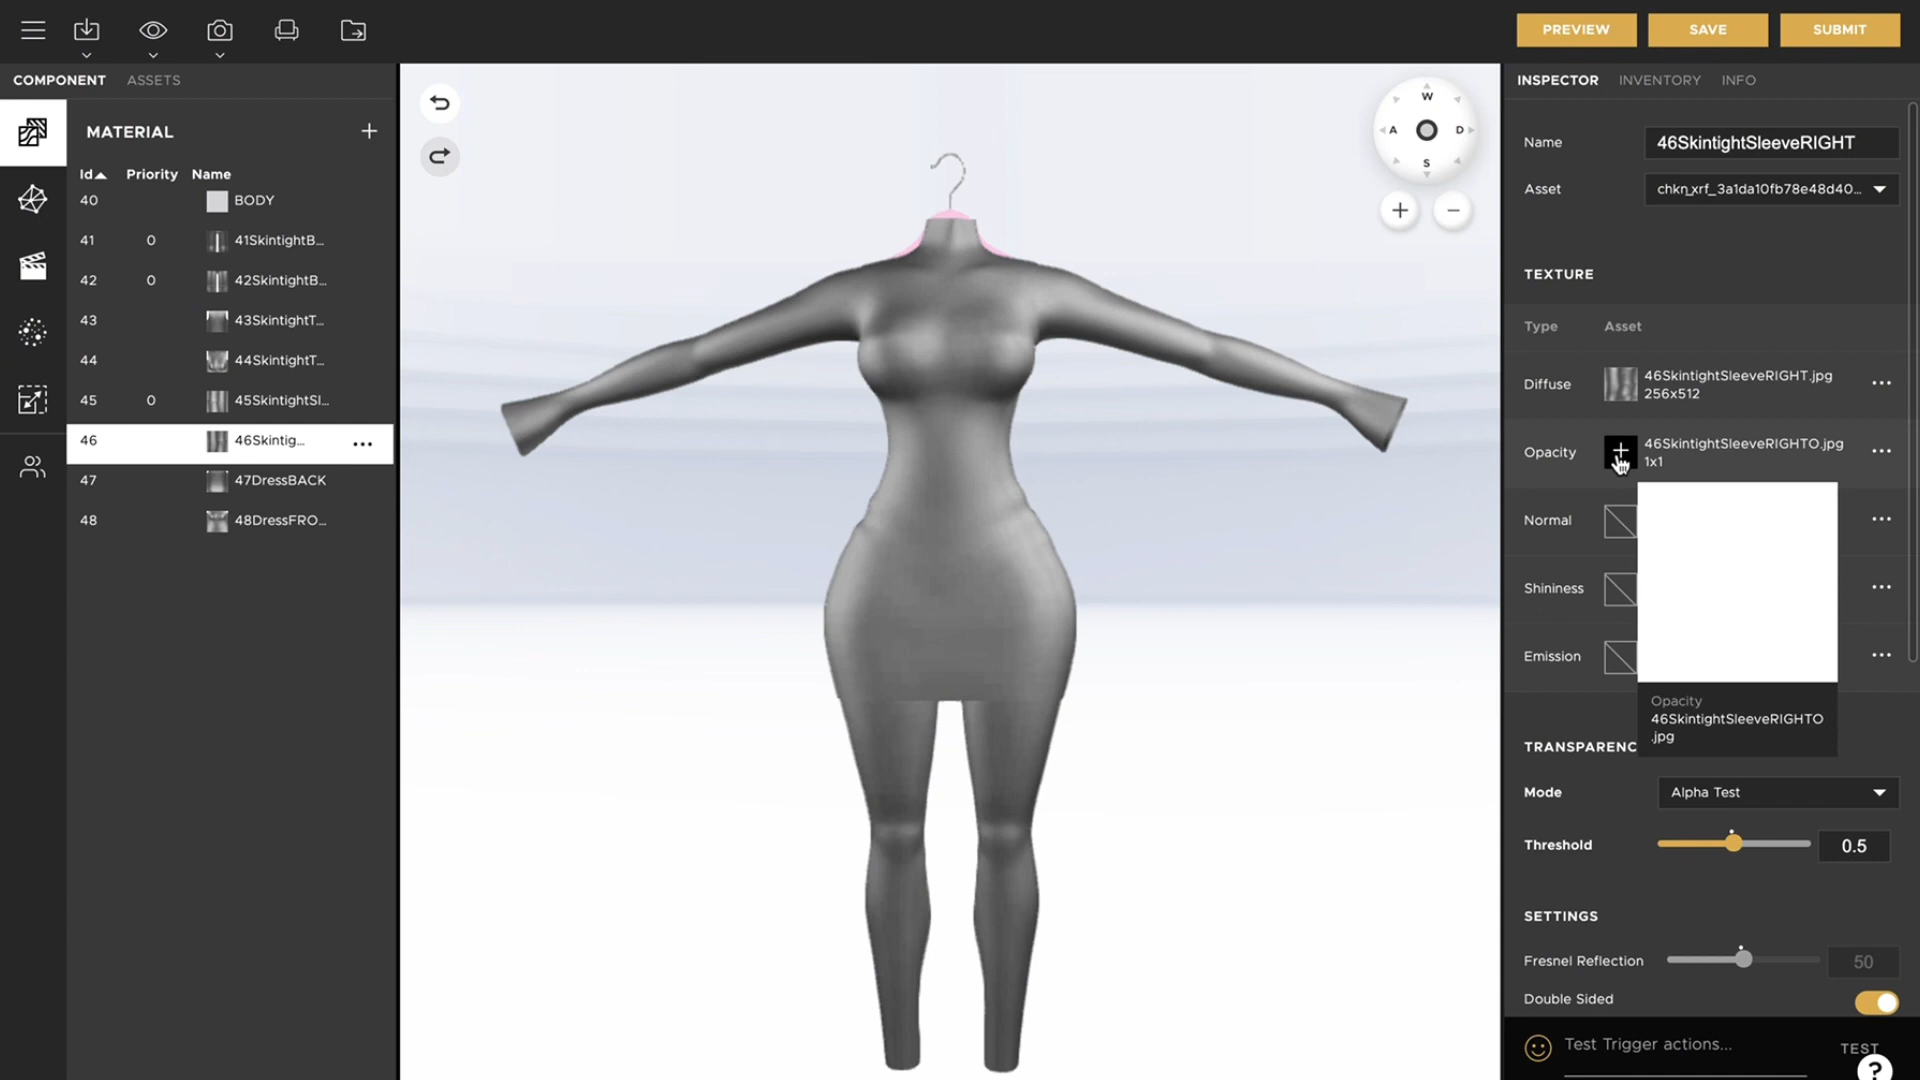 PREVIEW
SAVE
SUBMIT
COMPONENT
ASSETS
INSPECTOR
INVENTORY
INFO
MATERIAL
Id
Priority
Name
40
BODY
41
0
41SkintightB...
42
0
42SkintightB...
43
43SkintightT...
44
44SkintightT...
45
0
45SkintightSl...
46
46Skintig...
47
47DressBACK
48
48DressFRO...
W
A
D
S
Name
46SkintightSleeveRIGHT
Asset
chkn_xrf_3a1da10fb78e48d40...
TEXTURE
Type
Asset
Diffuse
46SkintightSleeveRIGHT.jpg
256x512
Opacity
46SkintightSleeveRIGHTO.jpg
1x1
Normal
Shininess
Emission
Opacity
46SkintightSleeveRIGHTO
.jpg
TRANSPARENC
Mode
Alpha Test
Threshold
0.5
SETTINGS
Fresnel Reflection
50
Double Sided
Test Trigger actions...
TEST
?